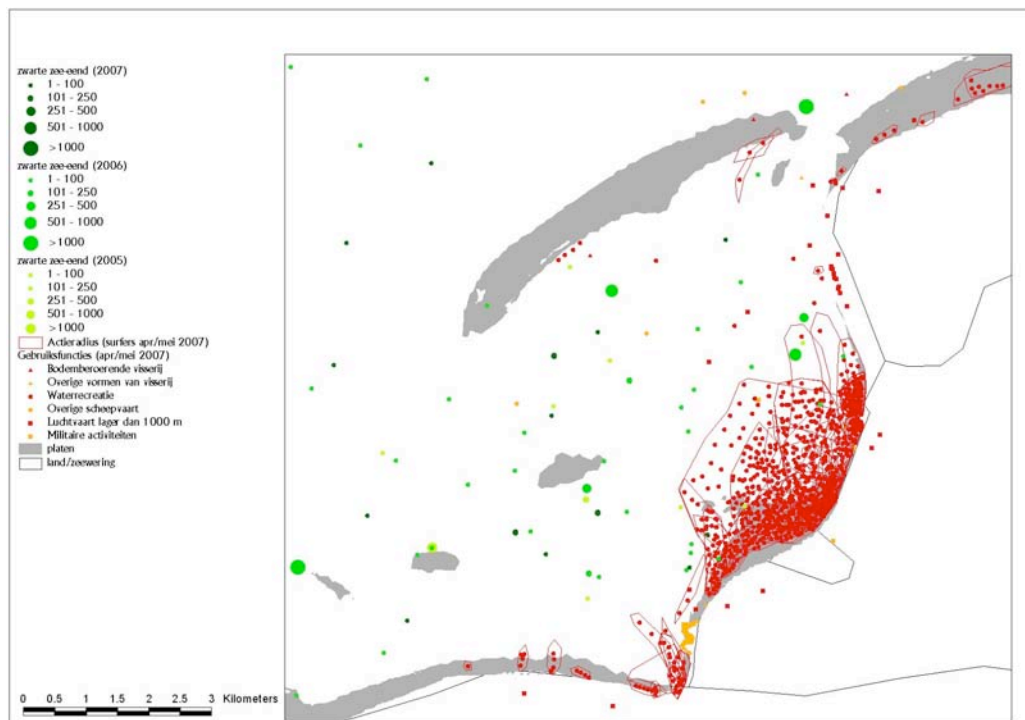 zwarte zee-eend (2007)
1 - 100
101 - 250
251 - 500
501 - 1000
>1000
zwarte zee-eend (2006)
1 - 100
101 - 250
251 - 500
501 - 1000
>1000
zwarte zee-eend (2005)
1 - 100
101 - 250
251 - 500
501 - 1000
>1000
Actieradius (surfers apr/mei 2007)
Gebruiksfuncties (apr/mei 2007)
Bodemberoerende visserij
Overige vormen van visserij
Waterrecreatie
Overige scheepvaart
Luchtvaart lager dan 1000 m
Militaire activiteiten
platen
land/zeewering
0 0.5 1 1.5 2 2.5 3 Kilometers